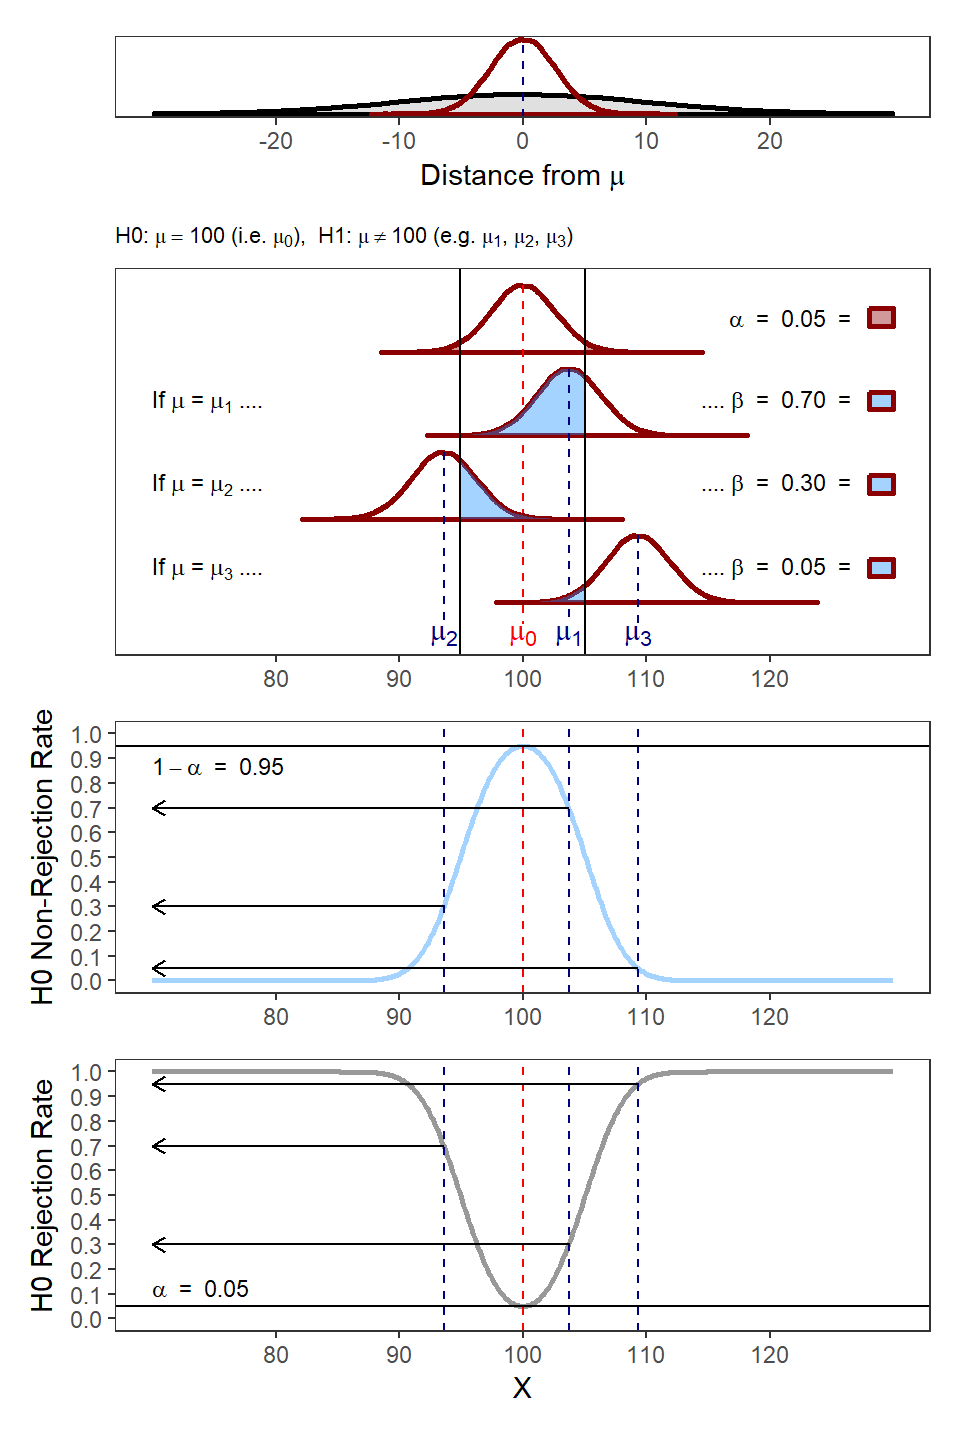 -20 -10 0 10 20
Distance from μ
H0: μ = 100 (i.e. μ0), H1: μ ≠ 100 (e.g. μ1, μ2, μ3)
α = 0.05 =
If μ = μ1 .... .... β = 0.70 =
If μ = μ2 .... .... β = 0.30 =
If μ = μ3 .... .... β = 0.05 =
μ2 μ0 μ1 μ3
80 90 100 110 120
H0 Non-Rejection Rate
1.0
0.9
0.8
0.7
0.6
0.5
0.4
0.3
0.2
0.1
0.0
1 − α = 0.95
80 90 100 110 120
H0 Rejection Rate
1.0
0.9
0.8
0.7
0.6
0.5
0.4
0.3
0.2
0.1
0.0
α = 0.05
80 90 100 110 120
X